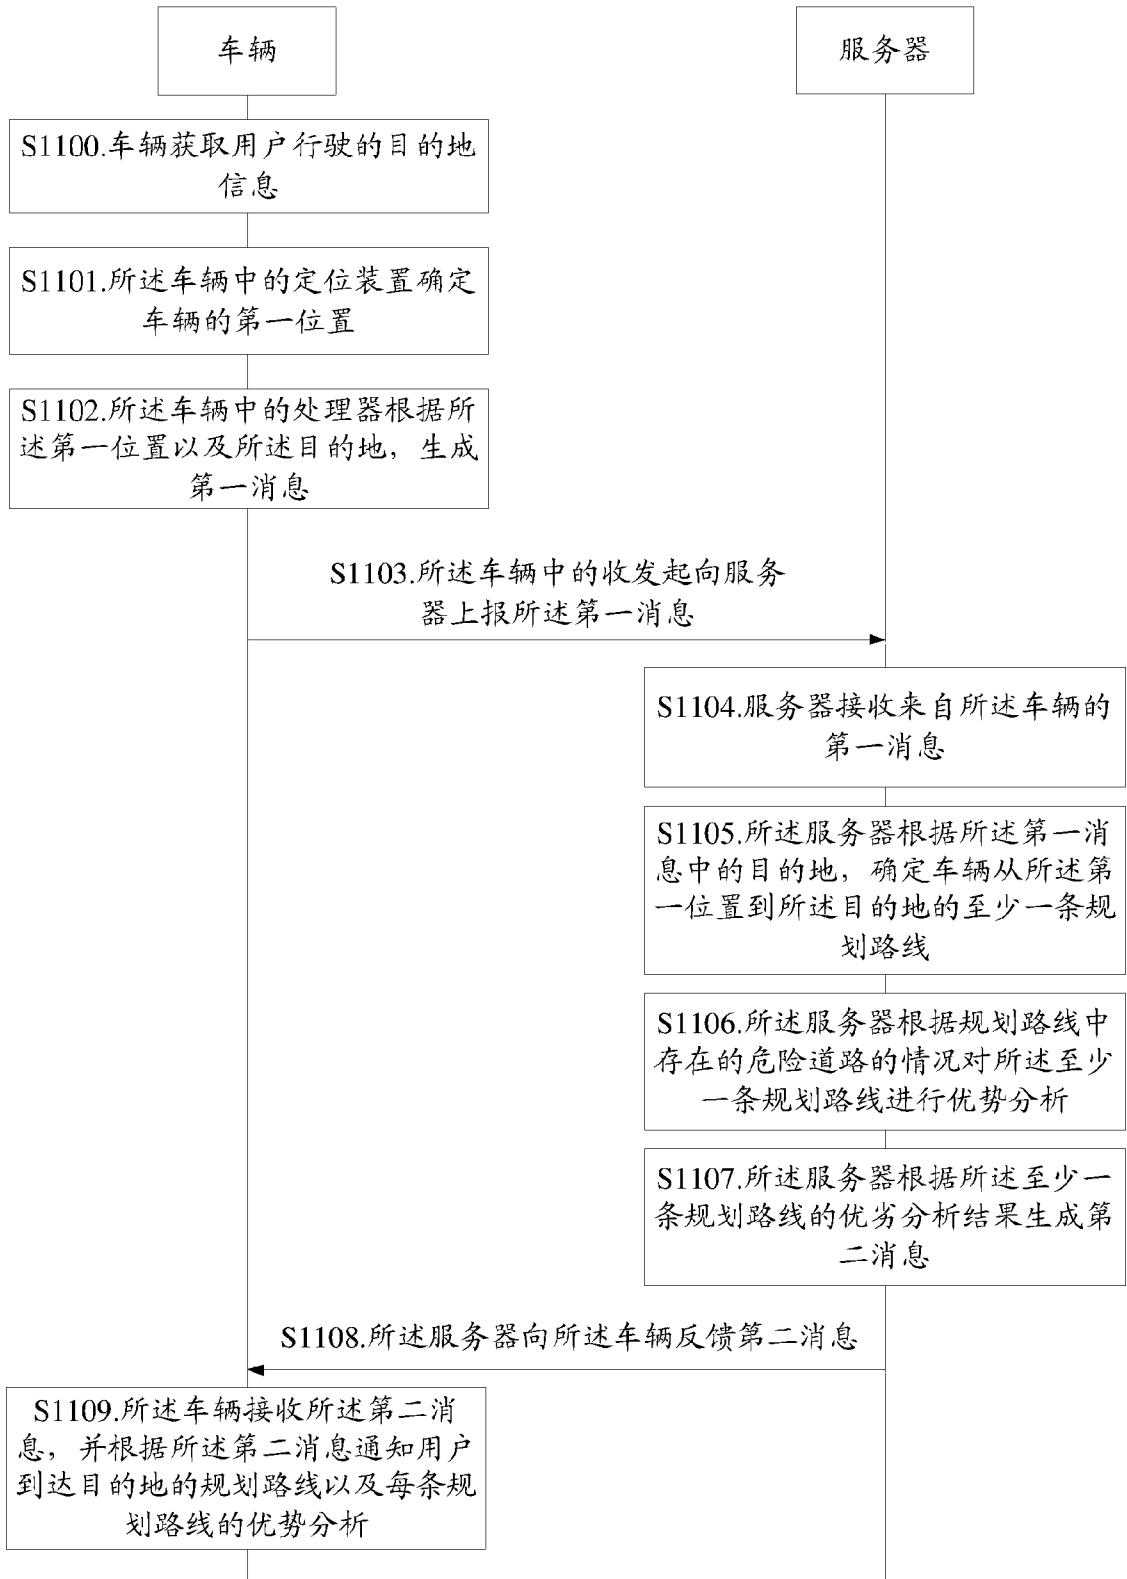 车辆
服务器
S1100.车辆获取用户行驶的目的地
信息
S1101.所述车辆中的定位装置确定
车辆的第一位置
S1102.所述车辆中的处理器根据所
述第一位置以及所述目的地，生成
第一消息
S1103.所述车辆中的收发起向服务
器上报所述第一消息
S1104.服务器接收来自所述车辆的
第一消息
S1105.所述服务器根据所述第一消
息中的目的地，确定车辆从所述第
一位置到所述目的地的至少一条规
划路线
S1106.所述服务器根据规划路线中
存在的危险道路的情况对所述至少
一条规划路线进行优势分析
S1107.所述服务器根据所述至少一
条规划路线的优劣分析结果生成第
二消息
S1108.所述服务器向所述车辆反馈第二消息
S1109.所述车辆接收所述第二消
息，并根据所述第二消息通知用户
到达目的地的规划路线以及每条规
划路线的优势分析